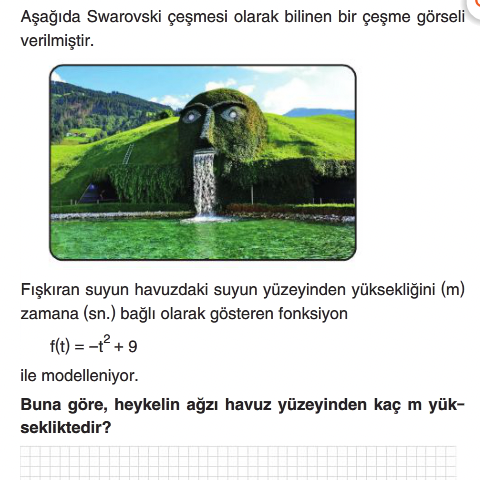 Aşağıda Swarovski çeşmesi olarak bilinen bir çeşme görseli
verilmiştir.
Fışkıran suyun havuzdaki suyun yüzeyinden yüksekliğini (m)
zamana (sn.) bağlı olarak gösteren fonksiyon
f(t) = –t² + 9
ile modelleniyor.
Buna göre, heykelin ağzı havuz yüzeyinden kaç m yük-
sekliktedir?